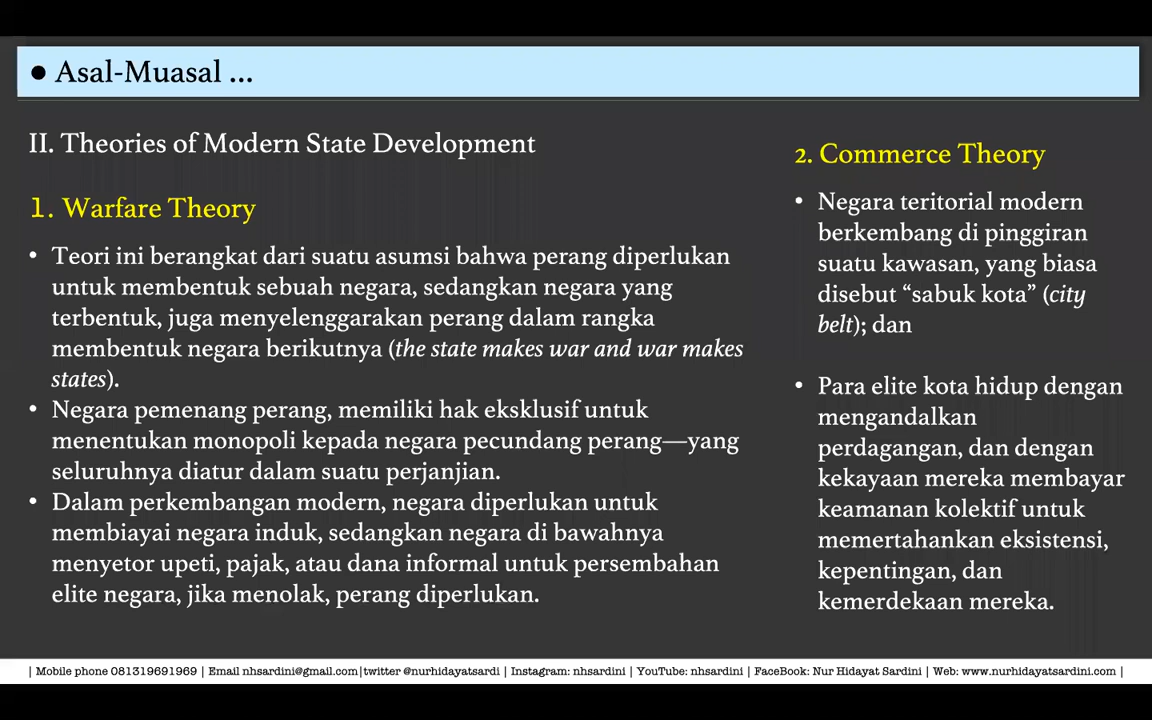 ● Asal-Muasal ...
II. Theories of Modern State Development
1. Warfare Theory
• Teori ini berangkat dari suatu asumsi bahwa perang diperlukan
untuk membentuk sebuah negara, sedangkan negara yang
terbentuk, juga menyelenggarakan perang dalam rangka
membentuk negara berikutnya (the state makes war and war makes
states).
• Negara pemenang perang, memiliki hak eksklusif untuk
menentukan monopoli kepada negara pecundang perang—yang
seluruhnya diatur dalam suatu perjanjian.
• Dalam perkembangan modern, negara diperlukan untuk
membiayai negara induk, sedangkan negara di bawahnya
menyetor upeti, pajak, atau dana informal untuk persembahan
elite negara, jika menolak, perang diperlukan.
2. Commerce Theory
• Negara teritorial modern
berkembang di pinggiran
suatu kawasan, yang biasa
disebut “sabuk kota” (city
belt); dan
• Para elite kota hidup dengan
mengandalkan
perdagangan, dan dengan
kekayaan mereka membayar
keamanan kolektif untuk
memertahankan eksistensi,
kepentingan, dan
kemerdekaan mereka.
| Mobile phone 081319691969 | Email nhsardini@gmail.com|twitter @nurhidayatsardi | Instagram: nhsardini | YouTube: nhsardini | FaceBook: Nur Hidayat Sardini | Web: www.nurhidayatsardini.com |